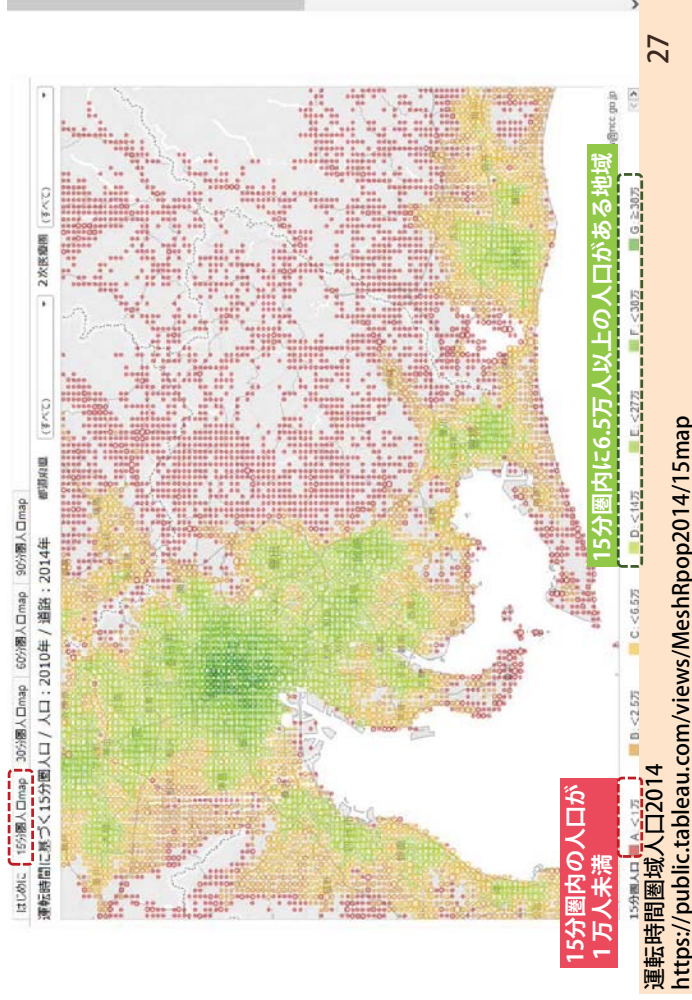 はじめに
15分圏人口map
30分圏人口map
60分圏人口map
90分圏人口map
運転時間に基づく15分圏人口 / 人口：2010年 / 道路：2014年
都道府県
(すべて)
2次医療圏
(すべて)
15分圏内の人口が
1万人未満
15分圏内に6.5万人以上の人口がある地域
@ncc.go.jp
15分圏人口
A. <1万
B. <2.5万
C. <6.5万
D. <14万
E. <27万
F. <38万
G. ≧38万
運転時間圏域人口2014
https://public.tableau.com/views/MeshRpop2014/15map
27